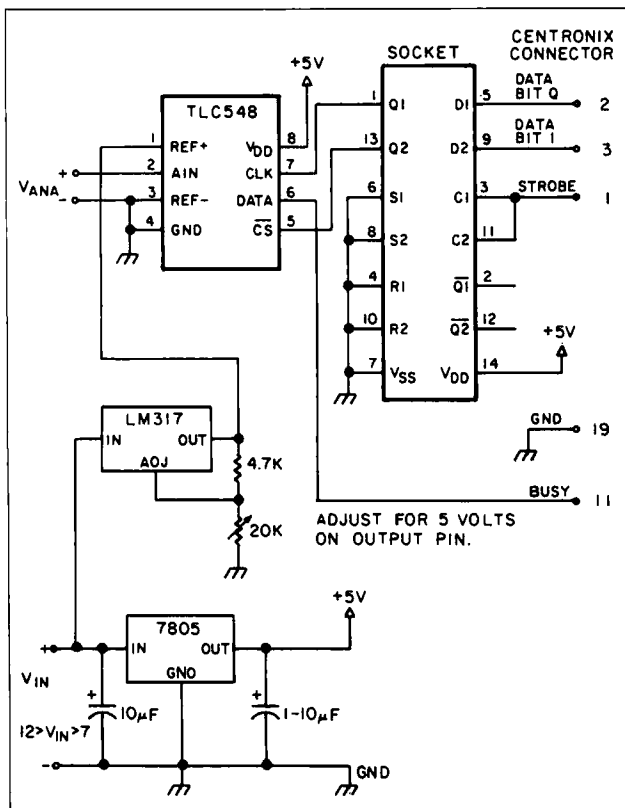 CENTRONIX
CONNECTOR
SOCKET
+5V
TLC548
1 REF+
VDD 8
2 AIN
CLK 7
3 REF-
DATA 6
4 GND
CS 5
+
VANA
-
1 Q1
D1 5
DATA
BIT Q
2
13 Q2
D2 9
DATA
BIT 1
3
6 S1
C1 3
STROBE
1
8 S2
C2 11
4 R1
Q1 2
10 R2
Q2 12
+5V
7 VSS
VDD 14
GND
19
BUSY
11
ADJUST FOR 5 VOLTS
ON OUTPUT PIN.
LM317
IN
OUT
AOJ
4.7K
20K
+5V
7805
IN
OUT
GNO
+
VIN
+
10µF
+
1-10µF
12>VIN>7
-
GND